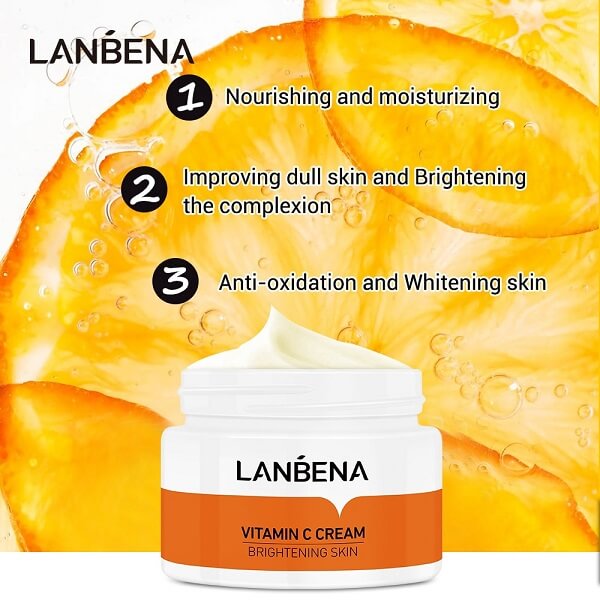 LANBENA
1 Nourishing and moisturizing
2 Improving dull skin and Brightening
the complexion
3 Anti-oxidation and Whitening skin
LANBENA
VITAMIN C CREAM
BRIGHTENING SKIN